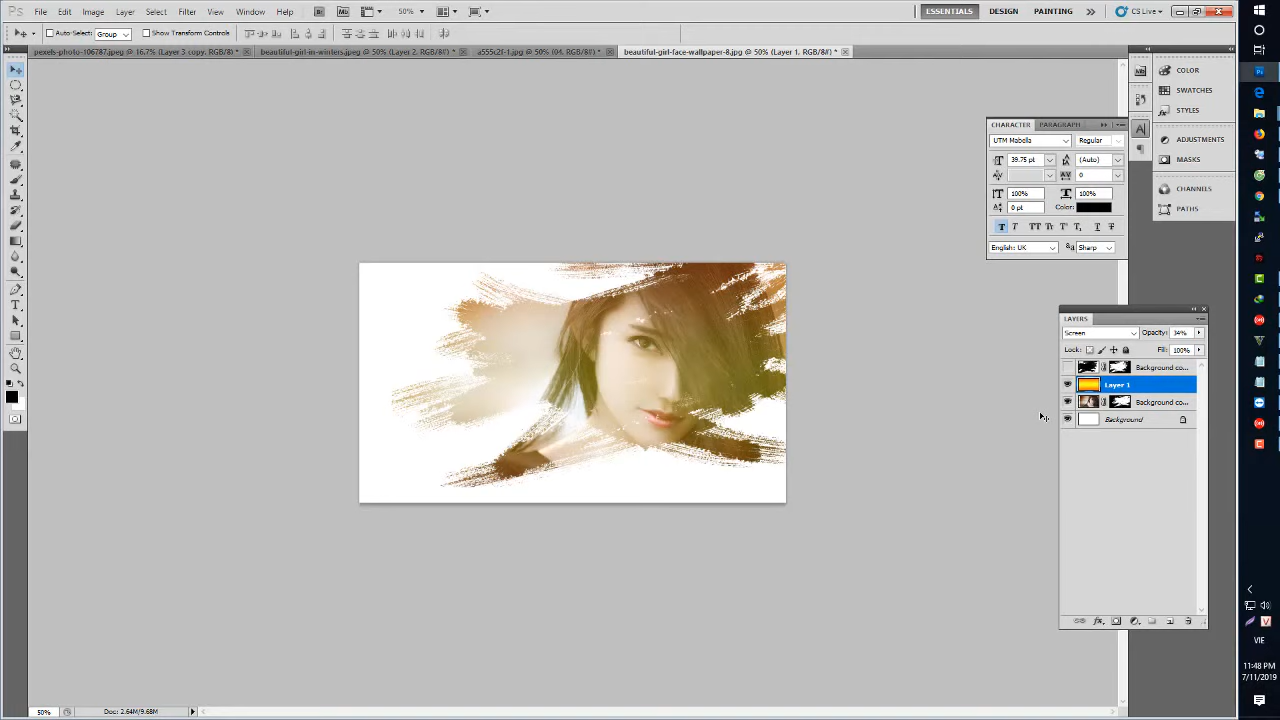 Ps File Edit Image Layer Select Filter View Window Help 50% ESSENTIALS DESIGN PAINTING CS Live
Auto-Select: Group Show Transform Controls
pexels-photo-106787.jpeg @ 16.7% (Layer 3 copy, RGB/8) * beautiful-girl-in-winters.jpeg @ 50% (Layer 2, RGB/8#) * a555c2f-1.jpg @ 50% (04, RGB/8#) * beautiful-girl-face-wallpaper-8.jpg @ 50% (Layer 1, RGB/8#) *
COLOR
SWATCHES
STYLES
ADJUSTMENTS
MASKS
CHANNELS
PATHS
CHARACTER PARAGRAPH
UTM Mabella Regular
39.75 pt (Auto)
0
100% 100%
0 pt Color:
English: UK Sharp
LAYERS
Screen Opacity: 34%
Lock: Fill: 100%
Background co...
Layer 1
Background co...
Background
50% Doc: 2.64M/9.68M
VIE
11:48 PM
7/11/2019